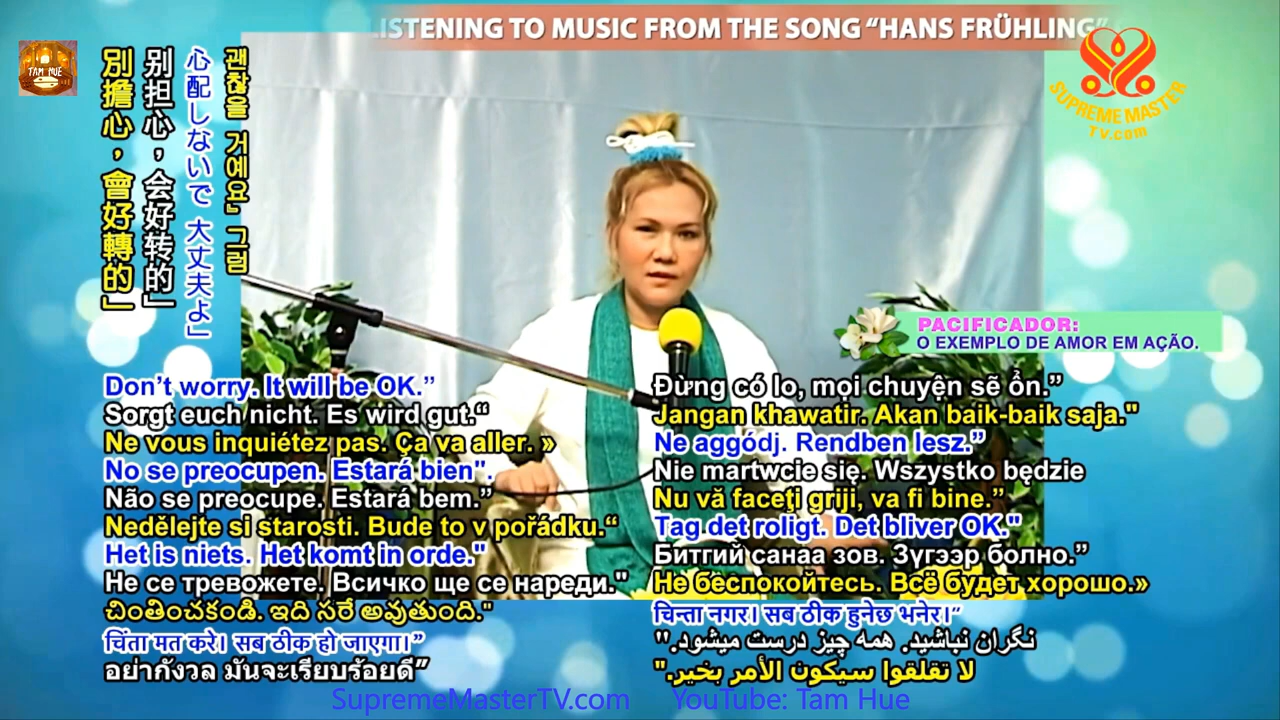 LISTENING TO MUSIC FROM THE SONG “HANS FRÜHLING”
TAM HUE
SUPREME MASTER
TV.com
別擔心，會好轉的」
别担心，会好转的」
心配しないで 大丈夫よ」
괜찮을 거예요」 그럼
PACIFICADOR:
O EXEMPLO DE AMOR EM AÇÃO.
Don’t worry. It will be OK.”
Sorgt euch nicht. Es wird gut.“
Ne vous inquiétez pas. Ça va aller. »
No se preocupen. Estará bien".
Não se preocupe. Estará bem.”
Nedělejte si starosti. Bude to v pořádku.“
Het is niets. Het komt in orde."
Не се тревожете. Всичко ще се нареди."
చింతించకండి. ఇది సరే అవుతుంది."
चिंता मत करे। सब ठीक हो जाएगा।”
อย่ากังวล มันจะเรียบร้อยดี”
Đừng có lo, mọi chuyện sẽ ổn.”
Jangan khawatir. Akan baik-baik saja."
Ne aggódj. Rendben lesz.”
Nie martwcie się. Wszystko będzie
Nu vă faceţi griji, va fi bine.”
Tag det roligt. Det bliver OK."
Битгий санаа зов. Зүгээр болно.”
Не беспокойтесь. Всё будет хорошо.»
चिन्ता नगर। सब ठीक हुनेछ भनेर।”
نگران نباشید. همه چیز درست میشود."
لا تقلقوا سيكون الأمر بخير."
SupremeMasterTV.com YouTube: Tam Hue